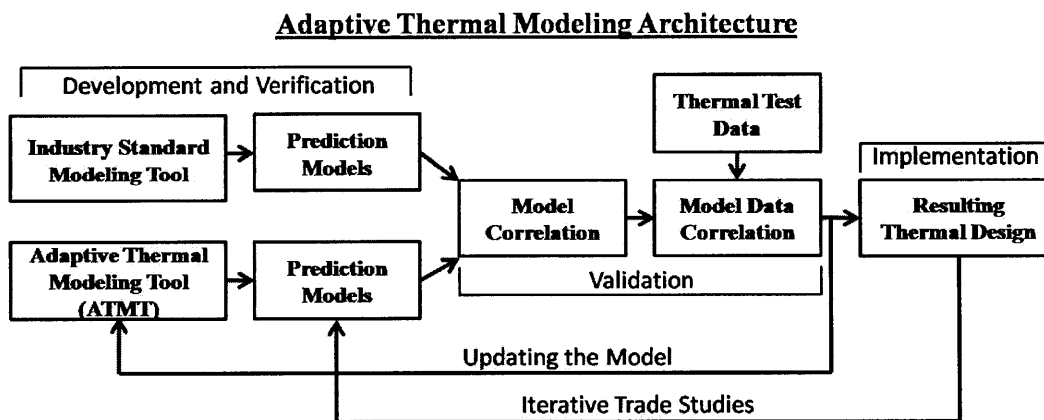 Adaptive Thermal Modeling Architecture
Development and Verification
Industry Standard
Modeling Tool
Prediction
Models
Thermal Test
Data
Implementation
Model
Correlation
Model Data
Correlation
Resulting
Thermal Design
Adaptive Thermal
Modeling Tool
(ATMT)
Prediction
Models
Validation
Updating the Model
Iterative Trade Studies